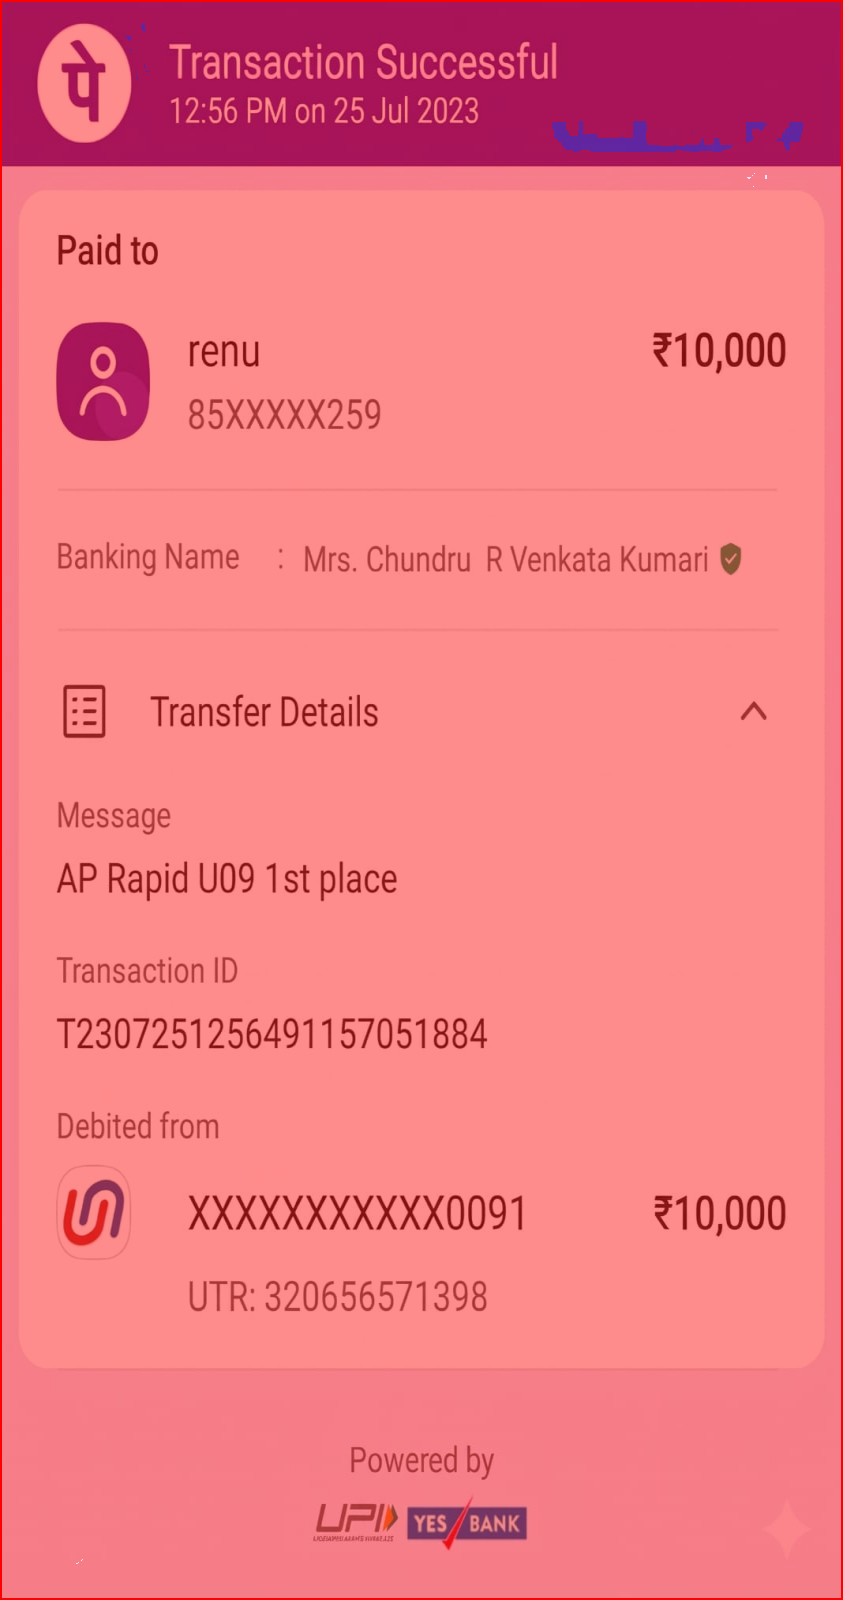 पे
Transaction Successful
12:56 PM on 25 Jul 2023
Paid to
renu
₹10,000
85XXXXX259
Banking Name : Mrs. Chundru R Venkata Kumari
Transfer Details
Message
AP Rapid U09 1st place
Transaction ID
T2307251256491157051884
Debited from
XXXXXXXXXXX0091
₹10,000
UTR: 320656571398
Powered by
UPI YES BANK